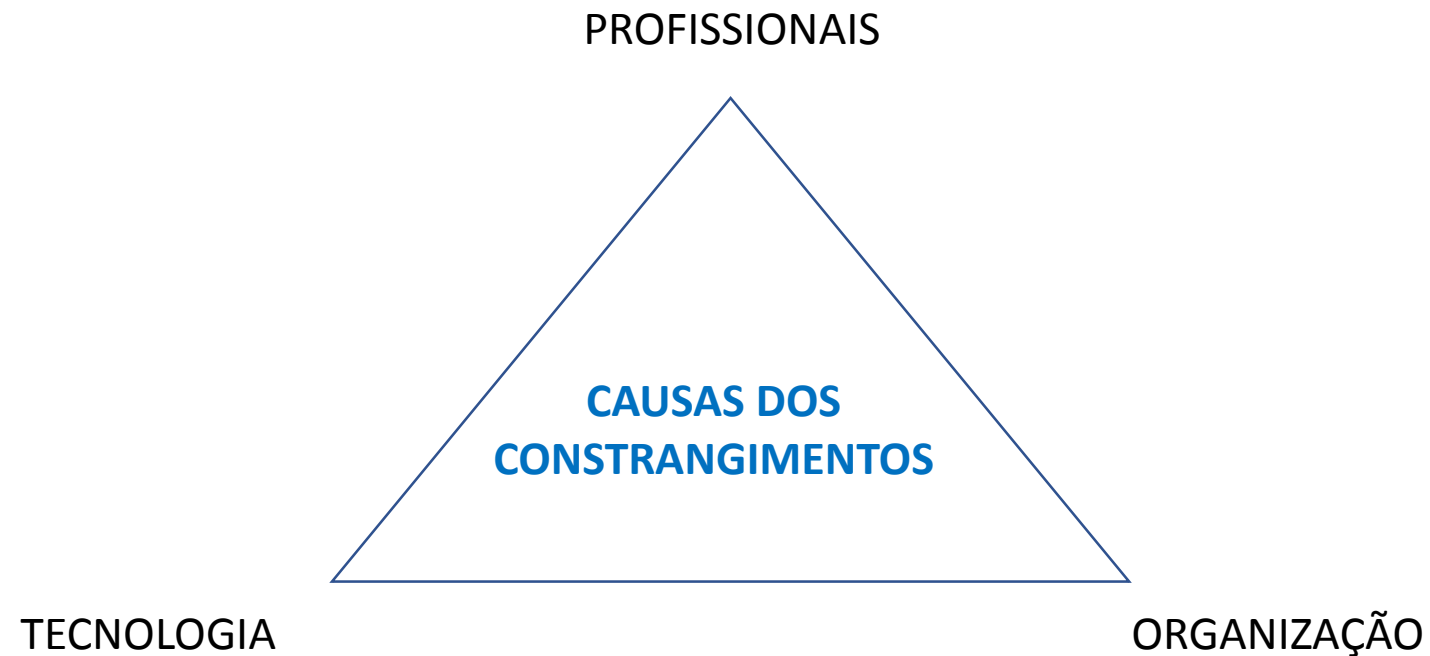 PROFISSIONAIS
CAUSAS DOS
CONSTRANGIMENTOS
TECNOLOGIA
ORGANIZAÇÃO